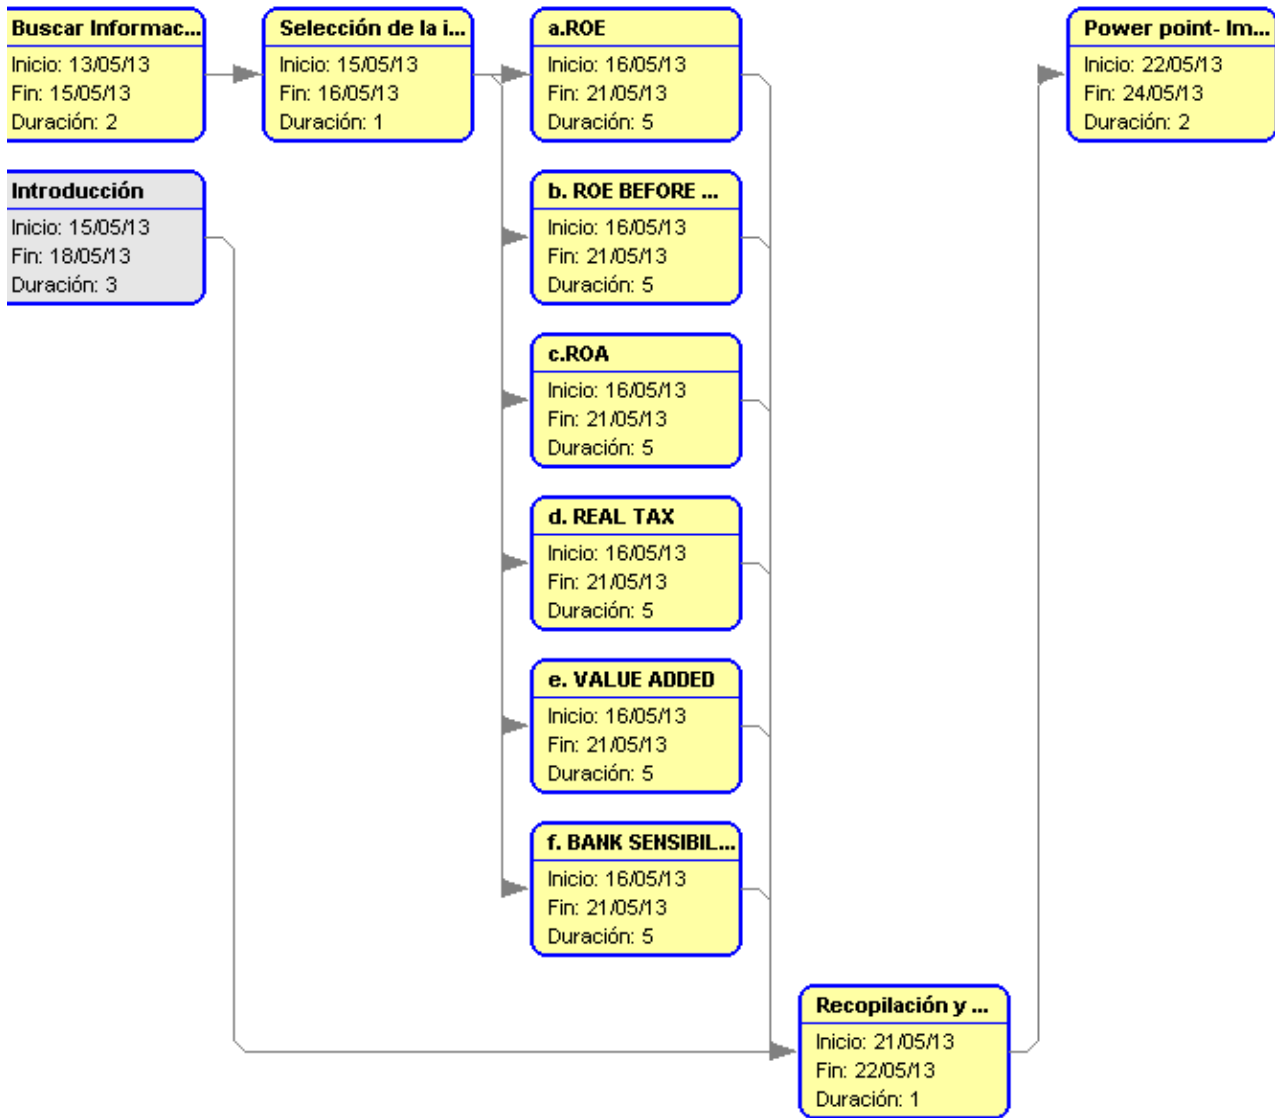 Buscar Informac...
Inicio: 13/05/13
Fin: 15/05/13
Duración: 2
Selección de la i...
Inicio: 15/05/13
Fin: 16/05/13
Duración: 1
a.ROE
Inicio: 16/05/13
Fin: 21/05/13
Duración: 5
Power point- Im...
Inicio: 22/05/13
Fin: 24/05/13
Duración: 2
Introducción
Inicio: 15/05/13
Fin: 18/05/13
Duración: 3
b. ROE BEFORE ...
Inicio: 16/05/13
Fin: 21/05/13
Duración: 5
c.ROA
Inicio: 16/05/13
Fin: 21/05/13
Duración: 5
d. REAL TAX
Inicio: 16/05/13
Fin: 21/05/13
Duración: 5
e. VALUE ADDED
Inicio: 16/05/13
Fin: 21/05/13
Duración: 5
f. BANK SENSIBIL...
Inicio: 16/05/13
Fin: 21/05/13
Duración: 5
Recopilación y ...
Inicio: 21/05/13
Fin: 22/05/13
Duración: 1